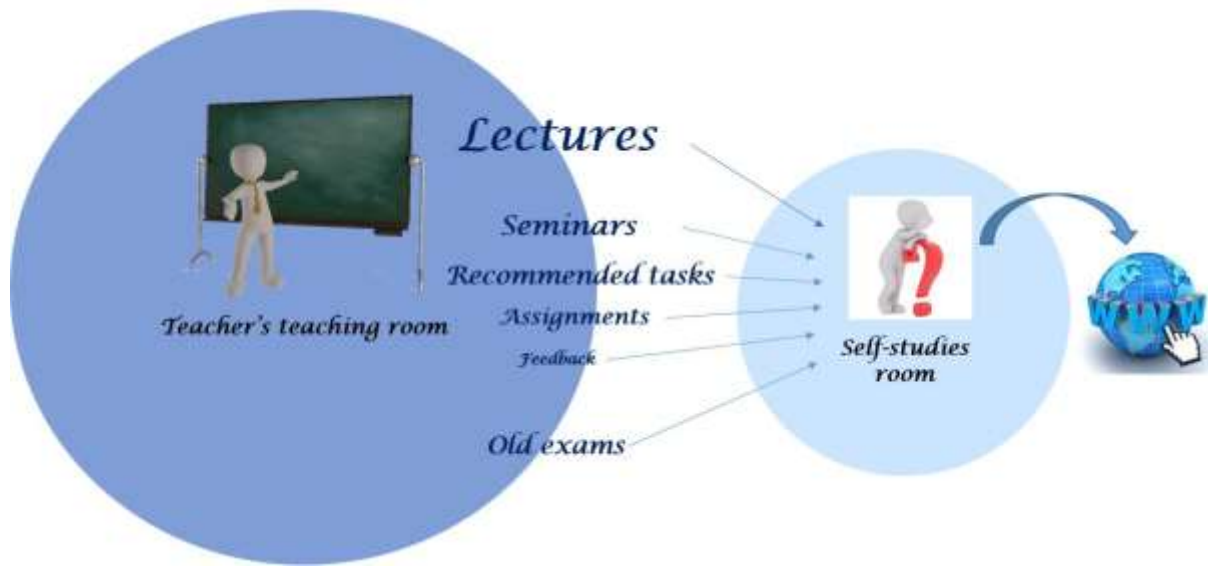 Lectures
Seminars
Recommended tasks
Assignments
Feedback
Old exams
Teacher's teaching room
Self-studies
room
?
WWW